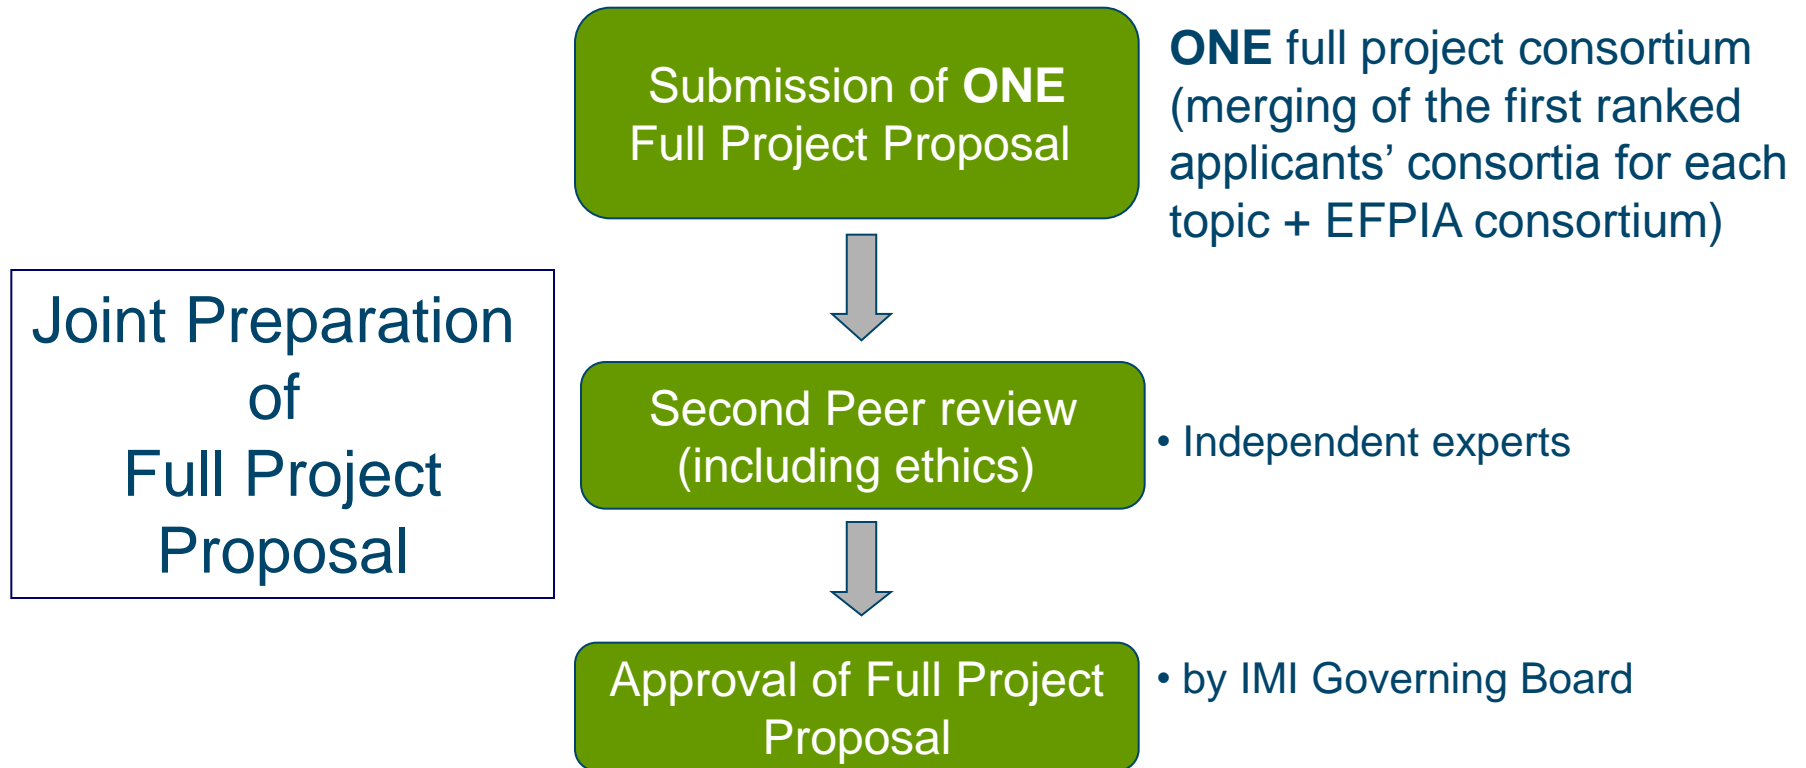 Submission of ONE
Full Project Proposal
ONE full project consortium
(merging of the first ranked
applicants’ consortia for each
topic + EFPIA consortium)
Joint Preparation
of
Full Project
Proposal
Second Peer review
(including ethics)
• Independent experts
Approval of Full Project
Proposal
• by IMI Governing Board